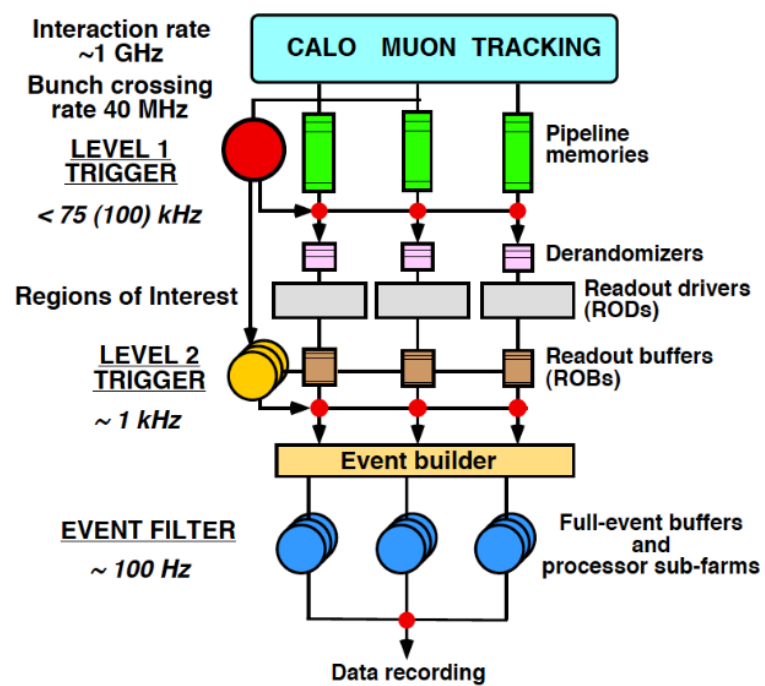 Interaction rate
~1 GHz
CALO MUON TRACKING
Bunch crossing
rate 40 MHz
LEVEL 1
TRIGGER
Pipeline
memories
< 75 (100) kHz
Derandomizers
Regions of Interest
Readout drivers
(RODs)
LEVEL 2
TRIGGER
Readout buffers
(ROBs)
~ 1 kHz
Event builder
EVENT FILTER
~ 100 Hz
Full-event buffers
and
processor sub-farms
Data recording